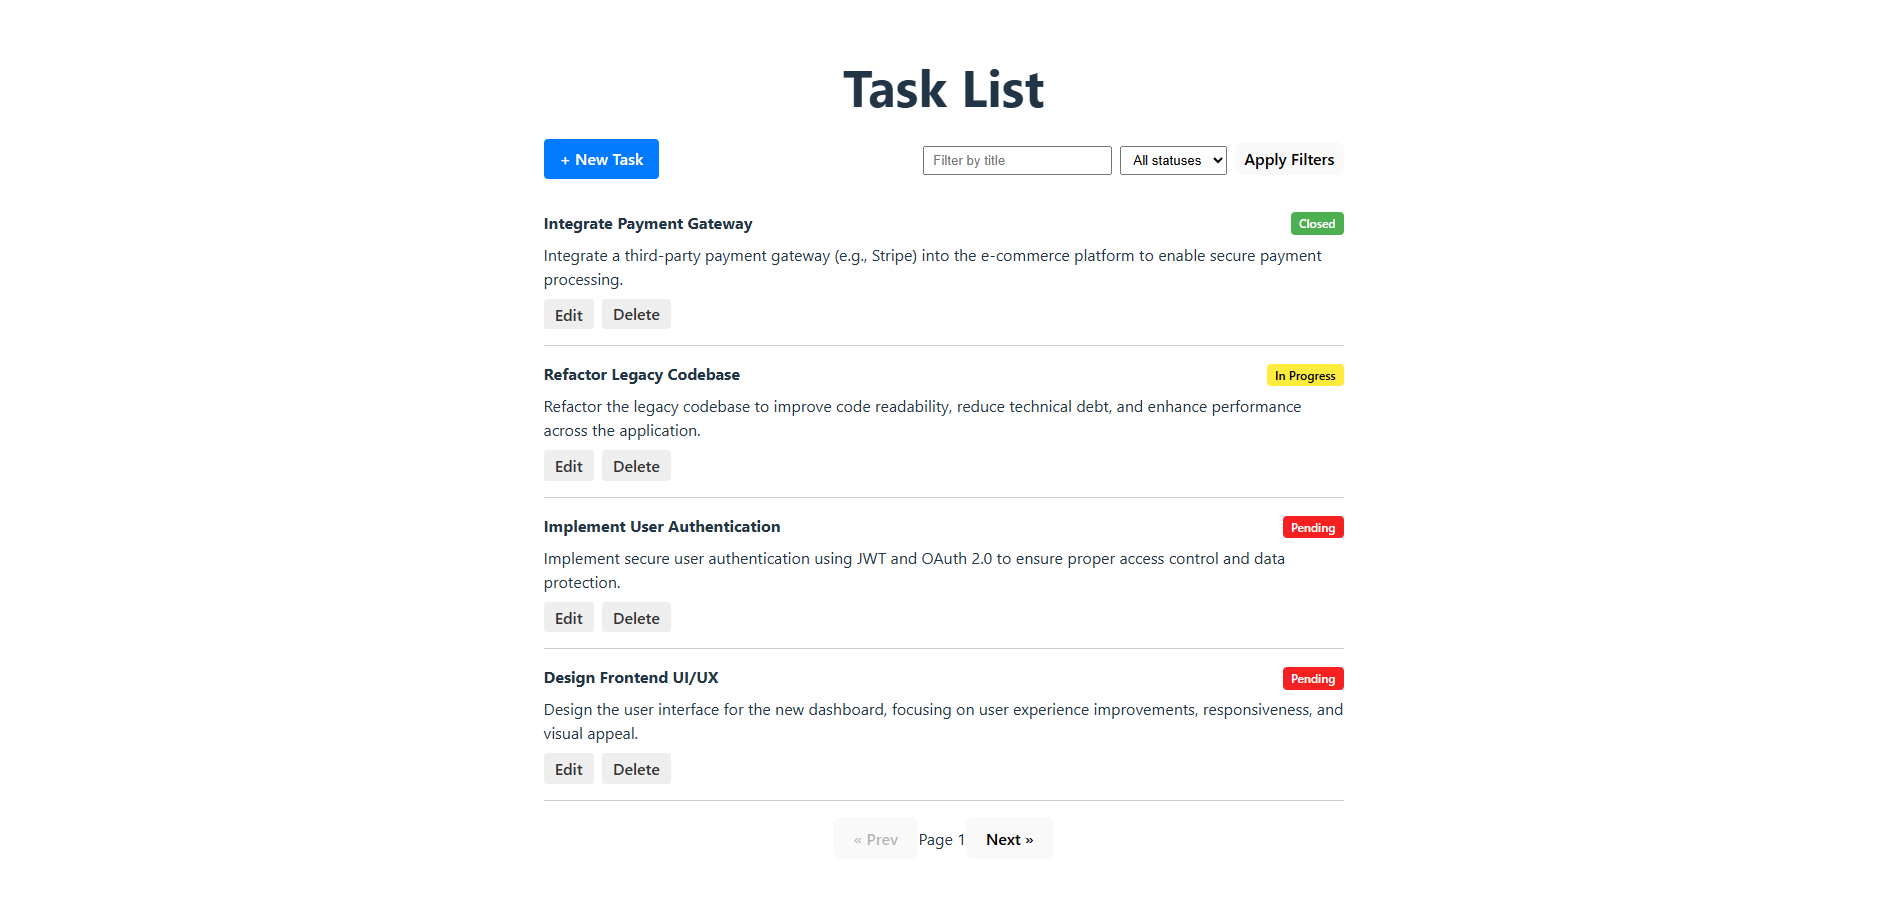 Task List
+ New Task
Filter by title
All statuses
Apply Filters
Integrate Payment Gateway
Closed
Integrate a third-party payment gateway (e.g., Stripe) into the e-commerce platform to enable secure payment
processing.
Edit
Delete
Refactor Legacy Codebase
In Progress
Refactor the legacy codebase to improve code readability, reduce technical debt, and enhance performance
across the application.
Edit
Delete
Implement User Authentication
Pending
Implement secure user authentication using JWT and OAuth 2.0 to ensure proper access control and data
protection.
Edit
Delete
Design Frontend UI/UX
Pending
Design the user interface for the new dashboard, focusing on user experience improvements, responsiveness, and
visual appeal.
Edit
Delete
« Prev
Page 1
Next »